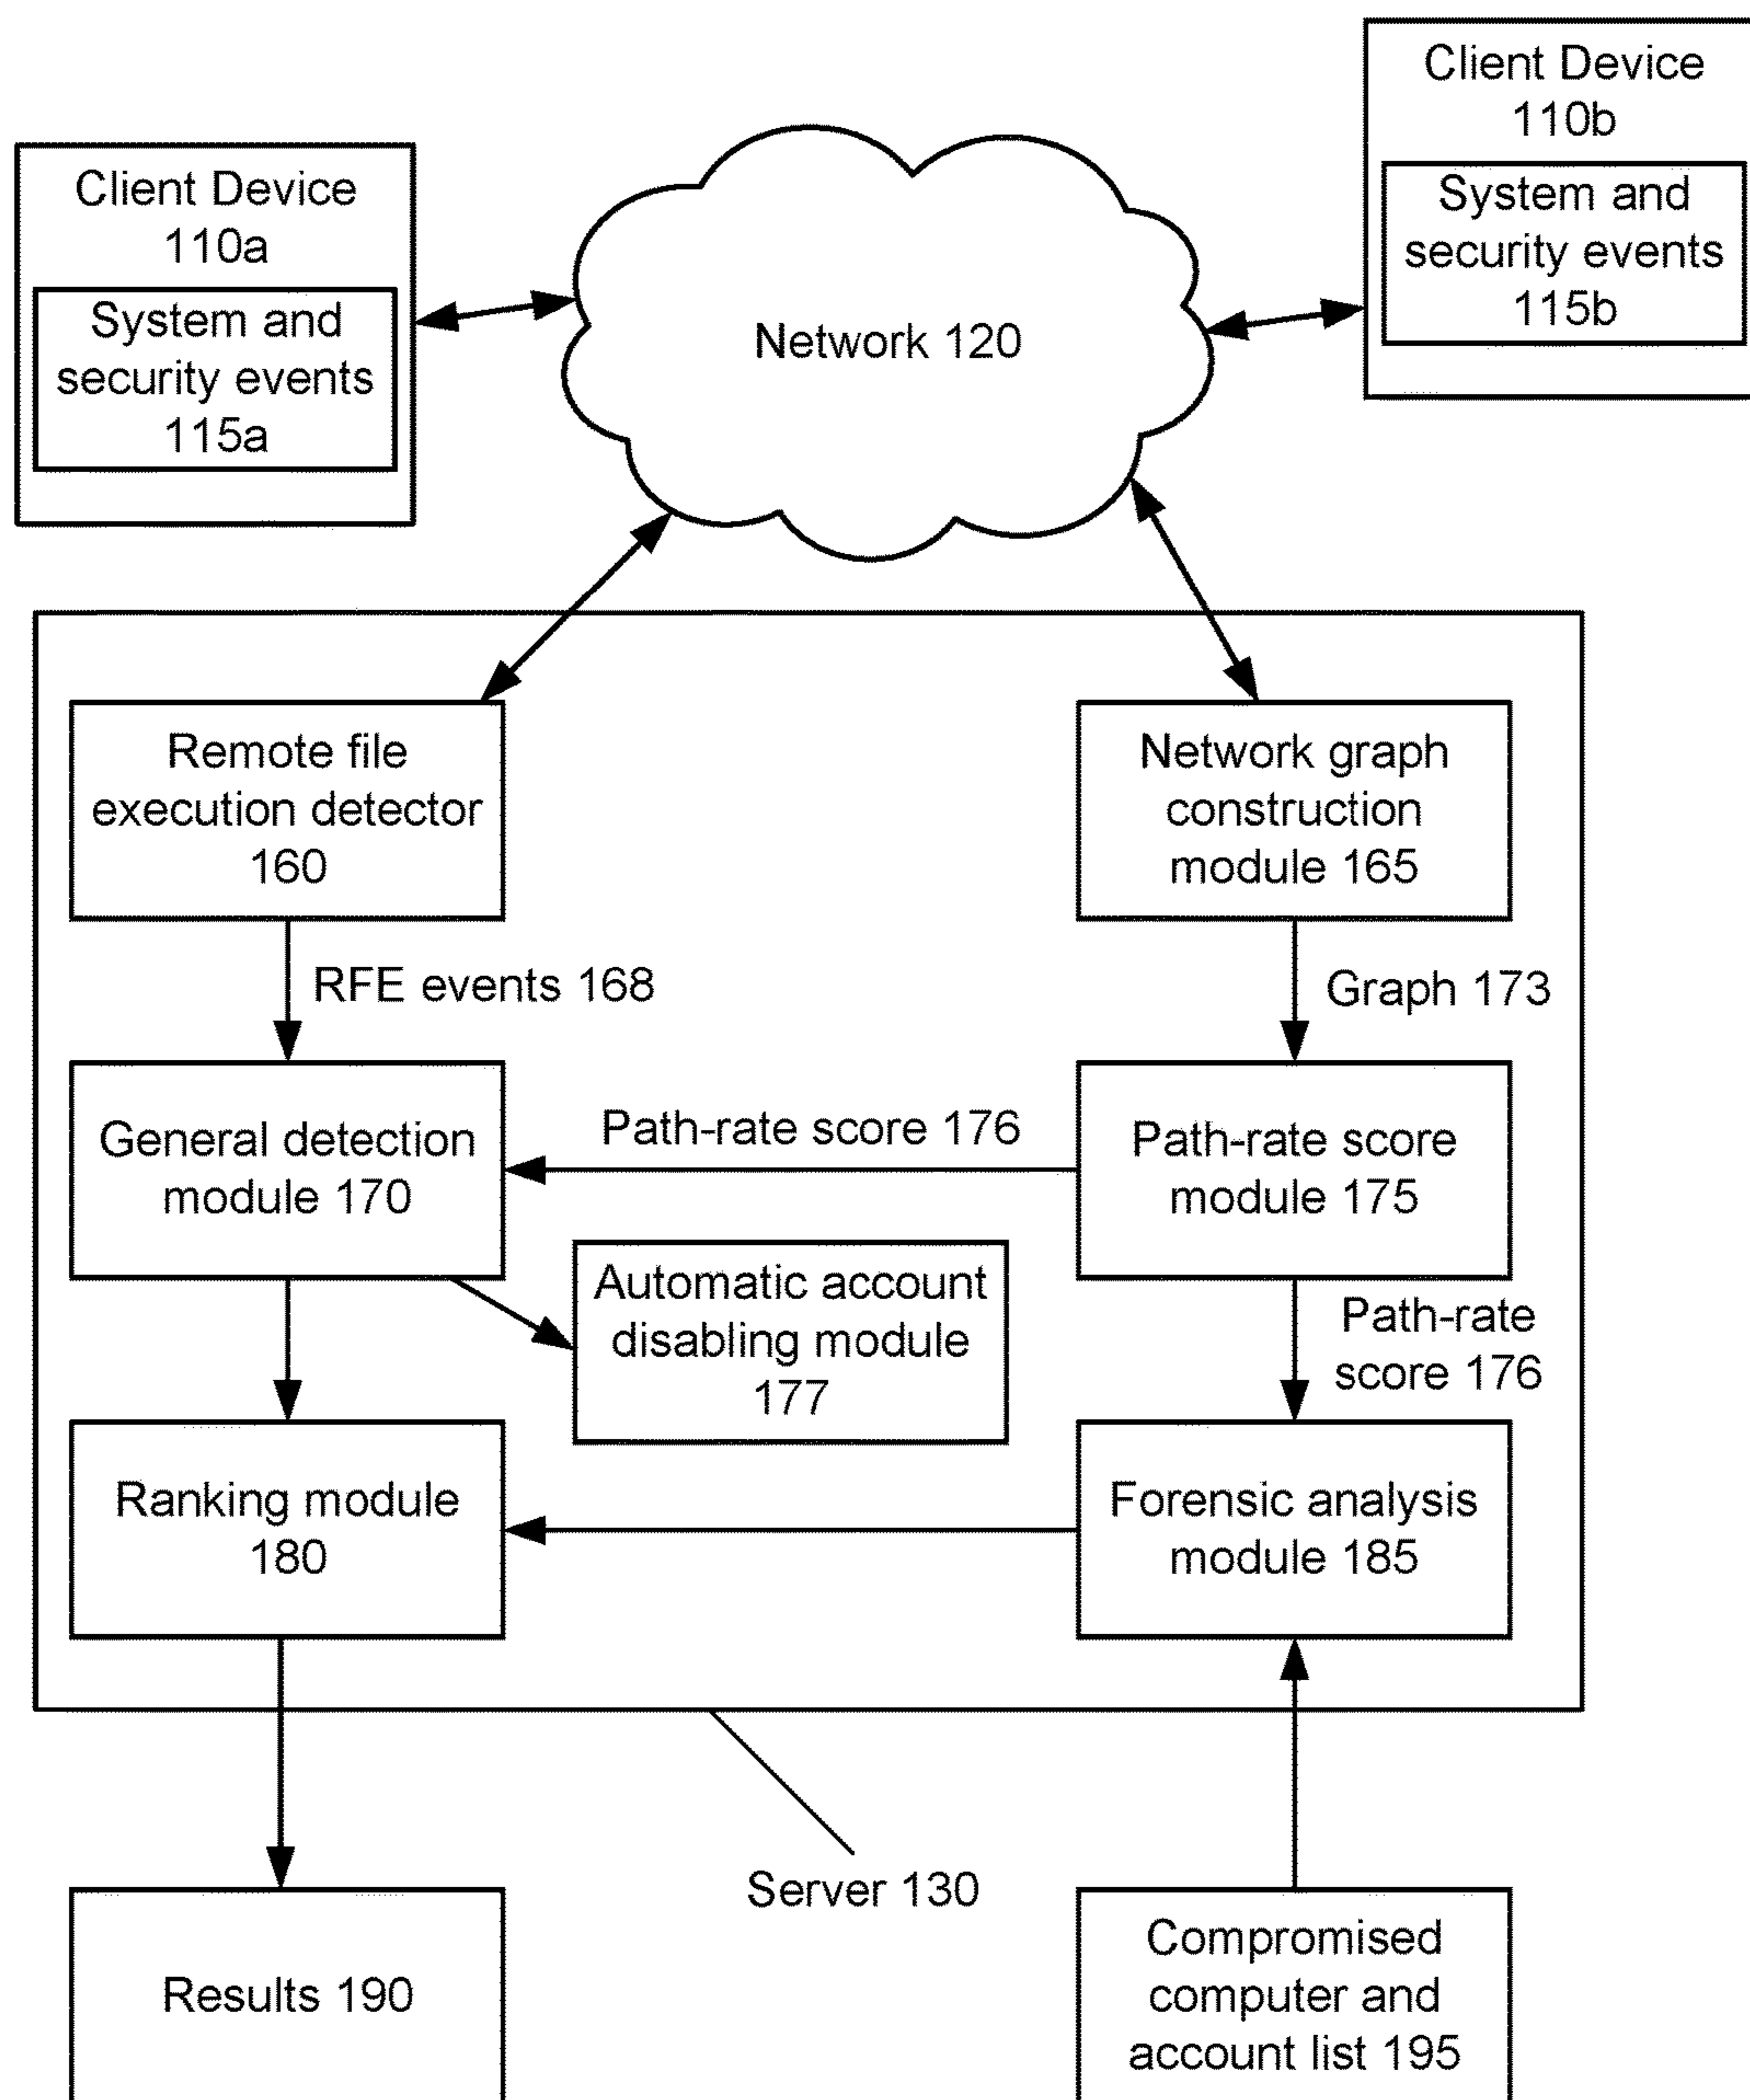 Client Device
110b
System and
security events
115b
Client Device
110a
System and
security events
115a
Network 120
Remote file
execution detector
160
Network graph
construction
module 165
RFE events 168
Graph 173
General detection
module 170
Path-rate score 176
Path-rate score
module 175
Automatic account
disabling module
177
Path-rate
score 176
Ranking module
180
Forensic analysis
module 185
Server 130
Results 190
Compromised
computer and
account list 195